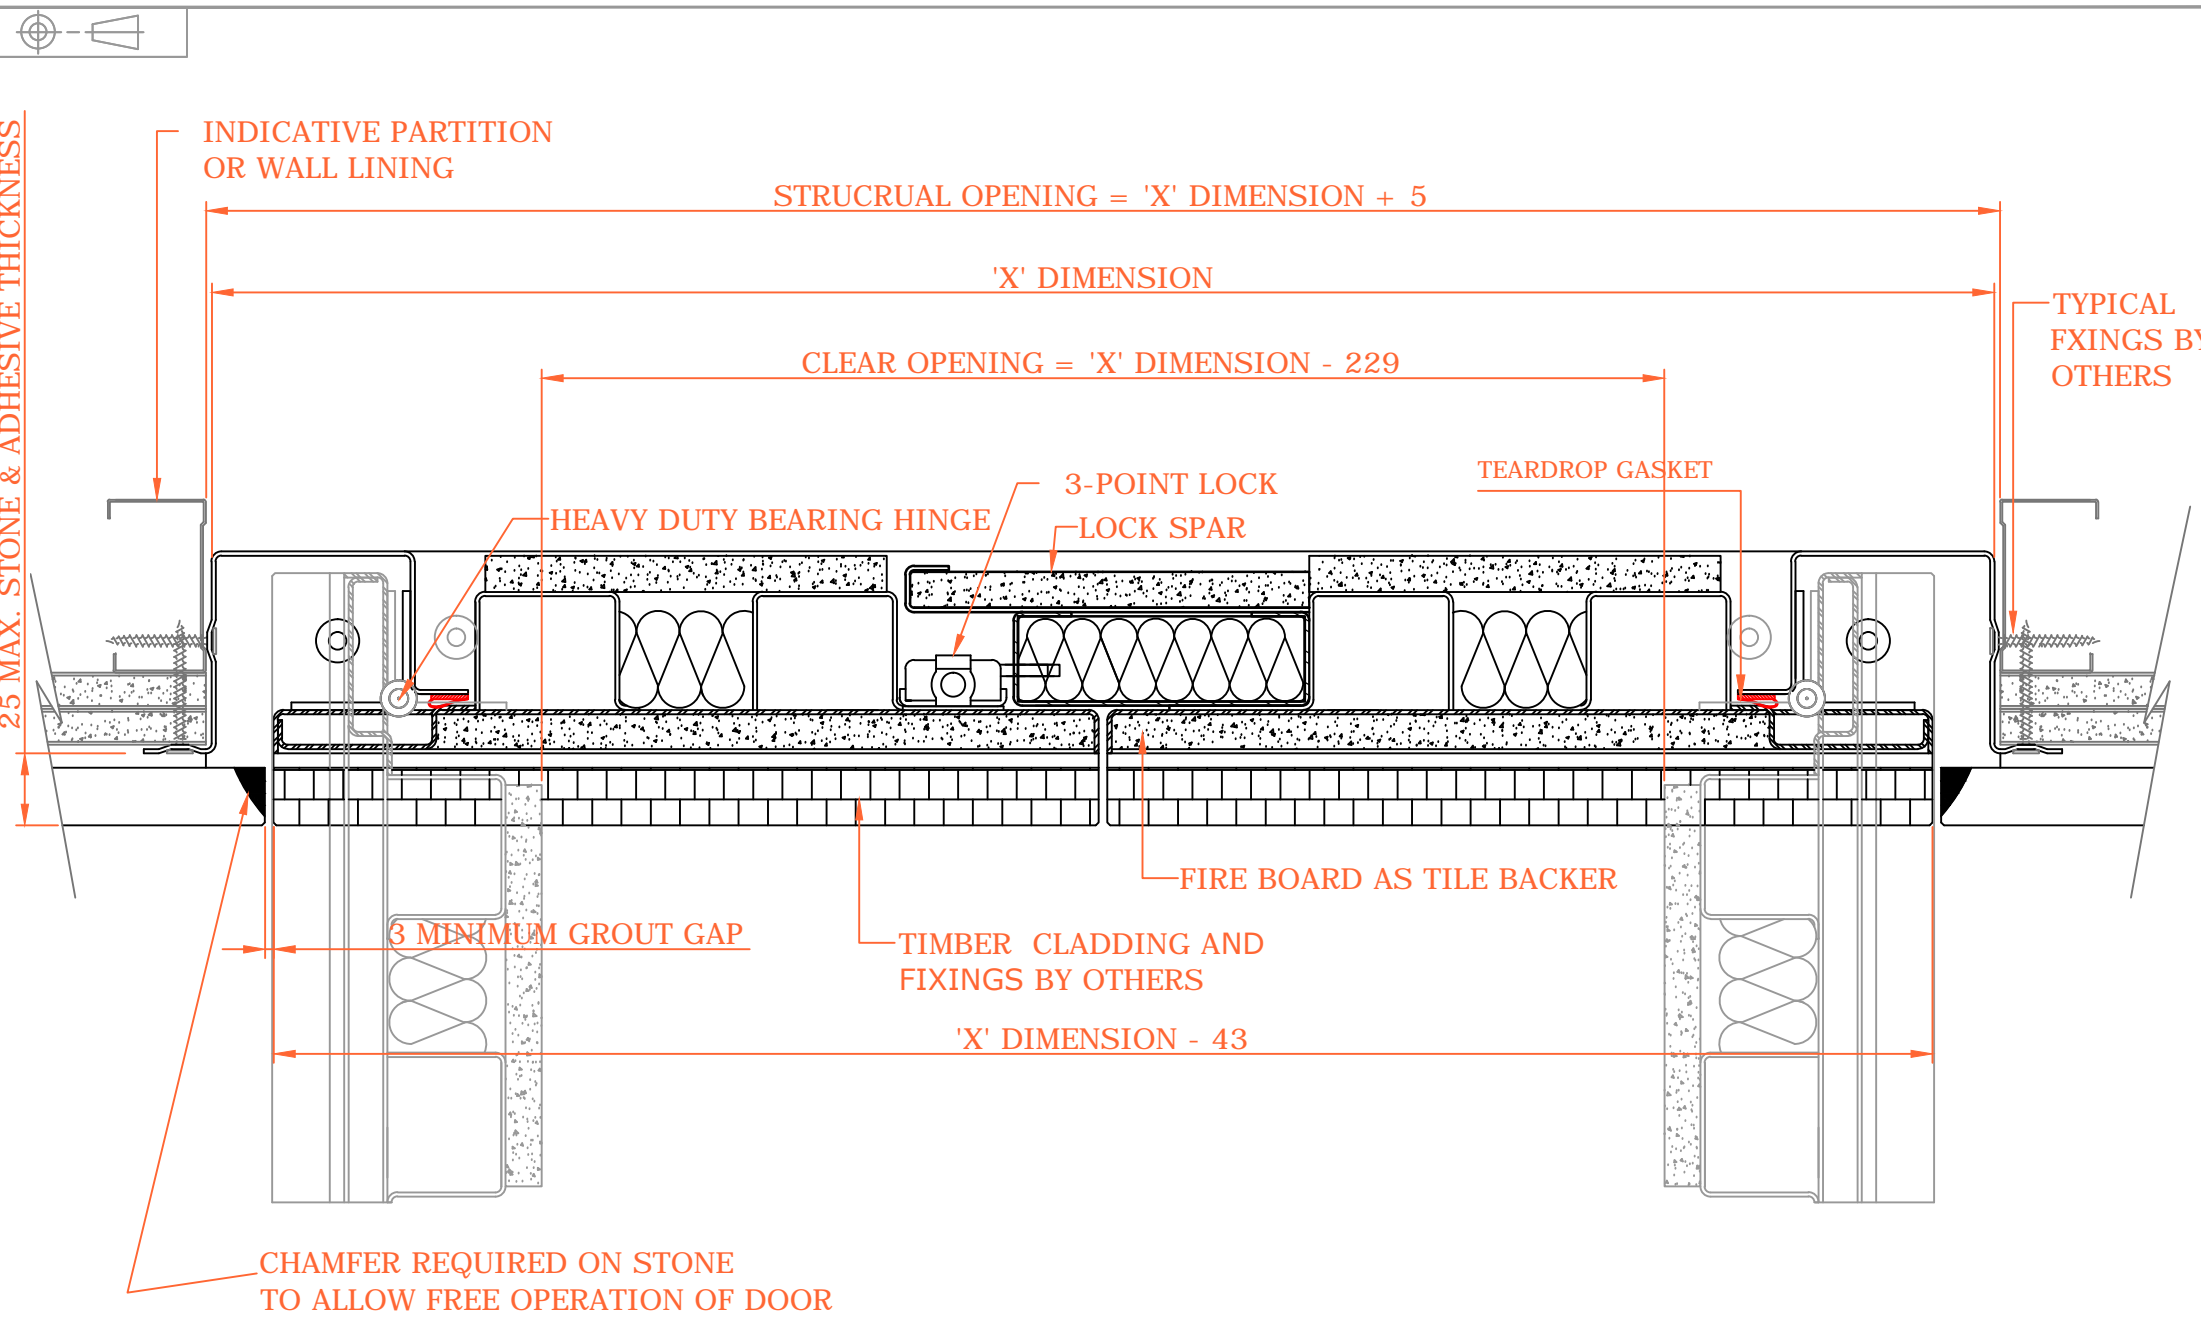 INDICATIVE PARTITION
OR WALL LINING
STRUCRUAL OPENING = 'X' DIMENSION + 5
'X' DIMENSION
TYPICAL
FXINGS BY
OTHERS
CLEAR OPENING = 'X' DIMENSION - 229
25 MAX. STONE & ADHESIVE THICKNESS
3-POINT LOCK
TEARDROP GASKET
HEAVY DUTY BEARING HINGE
LOCK SPAR
FIRE BOARD AS TILE BACKER
3 MINIMUM GROUT GAP
TIMBER CLADDING AND
FIXINGS BY OTHERS
'X' DIMENSION - 43
CHAMFER REQUIRED ON STONE
TO ALLOW FREE OPERATION OF DOOR